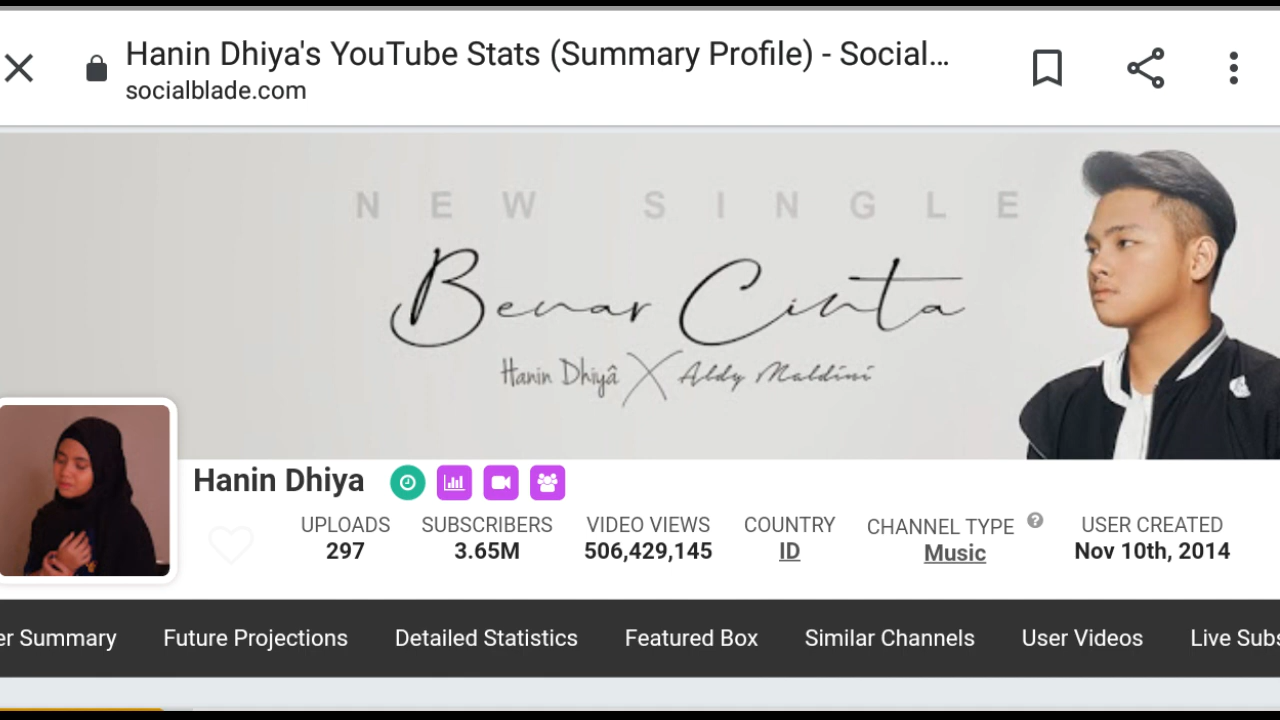 Hanin Dhiya's YouTube Stats (Summary Profile) - Social...
socialblade.com
NEW SINGLE
Benar Cinta
Hanin Dhiyâ X Aldy Maldini
Hanin Dhiya
UPLOADS SUBSCRIBERS VIDEO VIEWS COUNTRY CHANNEL TYPE ? USER CREATED
297 3.65M 506,429,145 ID Music Nov 10th, 2014
er Summary Future Projections Detailed Statistics Featured Box Similar Channels User Videos Live Subs